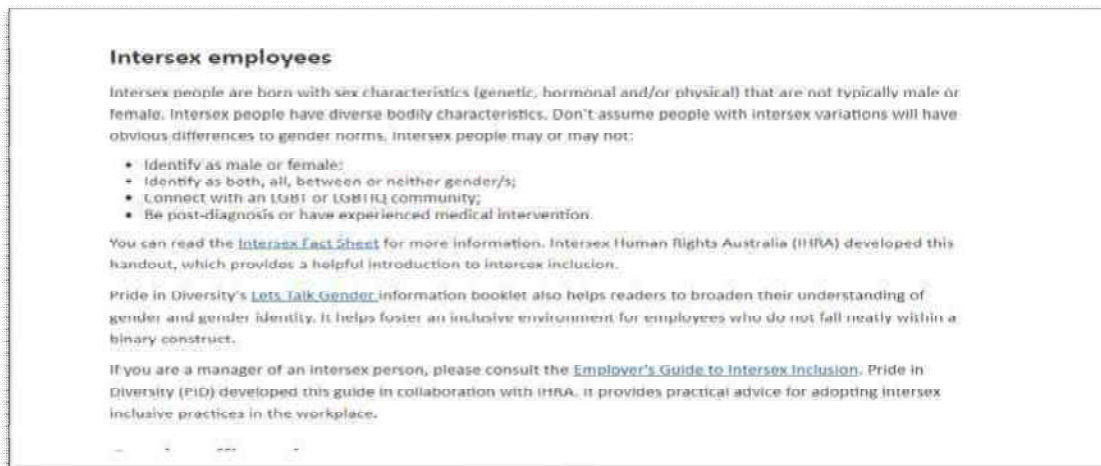 Intersex employees
Intersex people are born with sex characteristics (genetic, hormonal and/or physical) that are not typically male or
female. Intersex people have diverse bodily characteristics. Don't assume people with intersex variations will have
obvious differences to gender norms. Intersex people may or may not:
• Identify as male or female;
• Identify as both, all, between or neither gender/s;
• Connect with an LGBT or LGBTIQ community;
• Be post-diagnosis or have experienced medical intervention.
You can read the Intersex Fact Sheet for more information. Intersex Human Rights Australia (IHRA) developed this
handout, which provides a helpful introduction to intersex inclusion.
Pride in Diversity's Lets Talk Gender information booklet also helps readers to broaden their understanding of
gender and gender identity. It helps foster an inclusive environment for employees who do not fall neatly within a
binary construct.
If you are a manager of an intersex person, please consult the Employer's Guide to Intersex Inclusion. Pride in
Diversity (PID) developed this guide in collaboration with IHRA. It provides practical advice for adopting intersex
inclusive practices in the workplace.